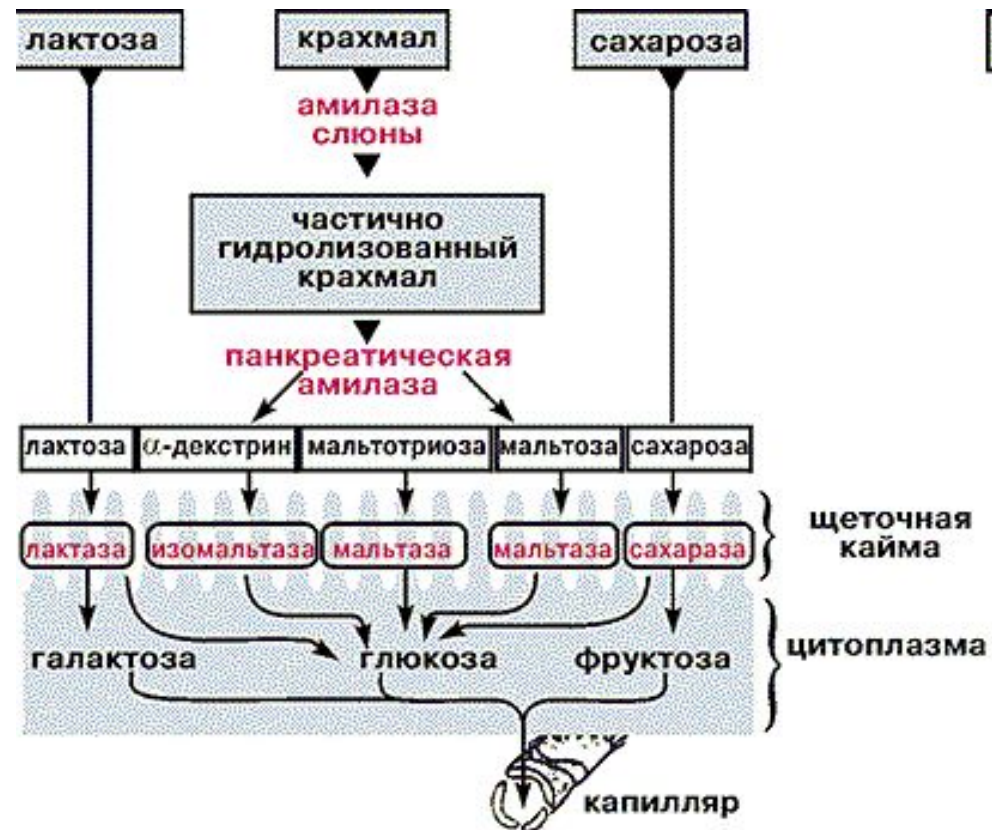 лактоза
крахмал
сахароза
амилаза
слюны
частично
гидролизованный
крахмал
панкреатическая
амилаза
лактоза
α-декстрин
мальтотриоза
мальтоза
сахароза
лактаза
изомальтаза
мальтаза
мальтаза
сахараза
щеточная
кайма
галактоза
глюкоза
фруктоза
цитоплазма
капилляр